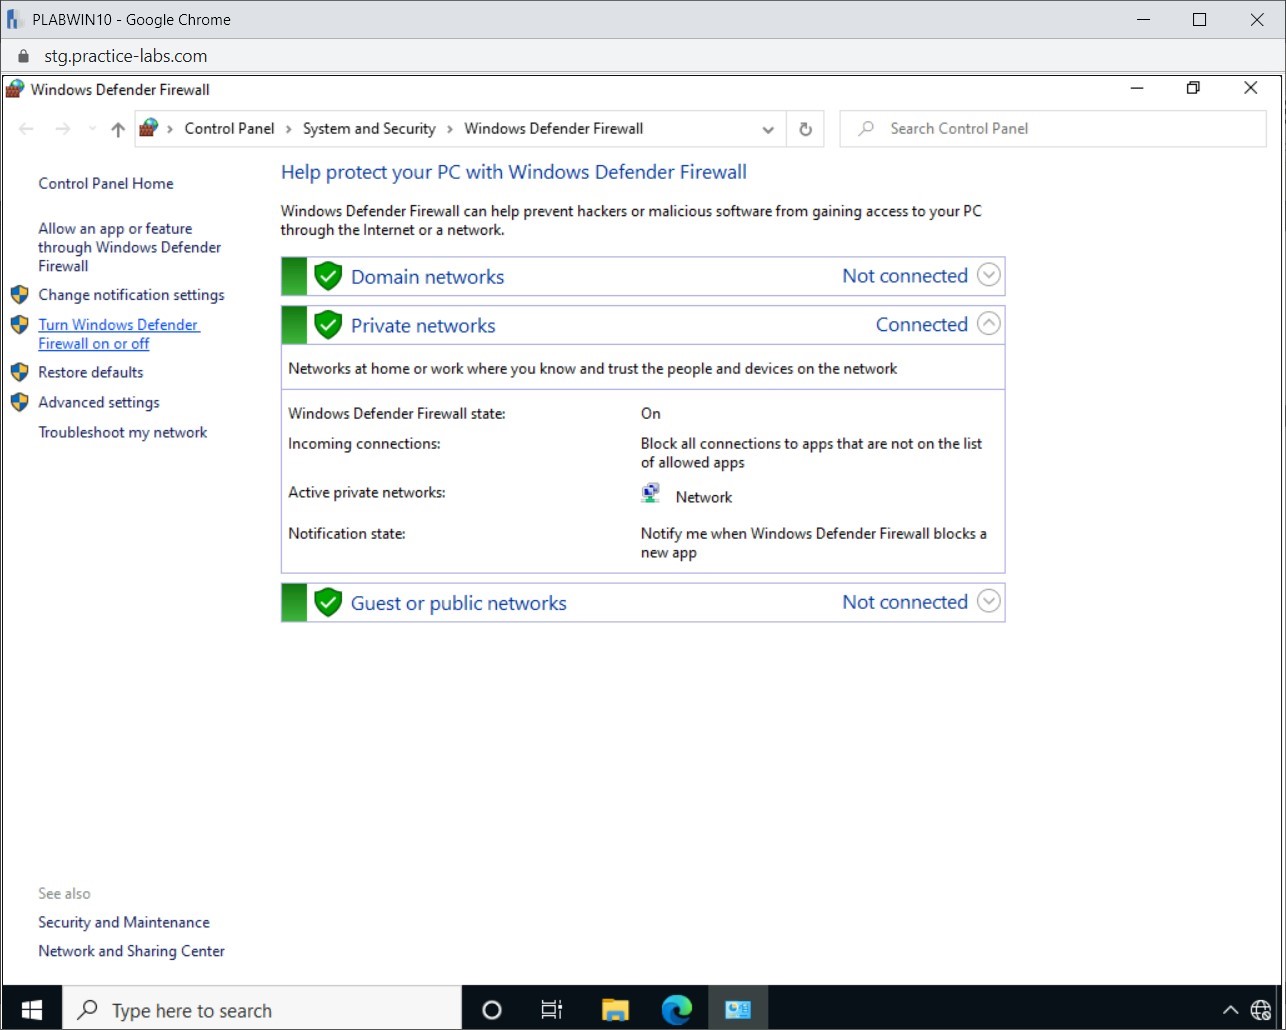 PLABWIN10 - Google Chrome
stg.practice-labs.com
Windows Defender Firewall
Control Panel
System and Security
Windows Defender Firewall
Search Control Panel
Control Panel Home
Allow an app or feature
through Windows Defender
Firewall
Change notification settings
Turn Windows Defender
Firewall on or off
Restore defaults
Advanced settings
Troubleshoot my network
Help protect your PC with Windows Defender Firewall
Windows Defender Firewall can help prevent hackers or malicious software from gaining access to your PC
through the Internet or a network.
Domain networks Not connected
Private networks Connected
Networks at home or work where you know and trust the people and devices on the network
Windows Defender Firewall state: On
Incoming connections: Block all connections to apps that are not on the list
of allowed apps
Active private networks: Network
Notification state: Notify me when Windows Defender Firewall blocks a
new app
Guest or public networks Not connected
See also
Security and Maintenance
Network and Sharing Center
Type here to search